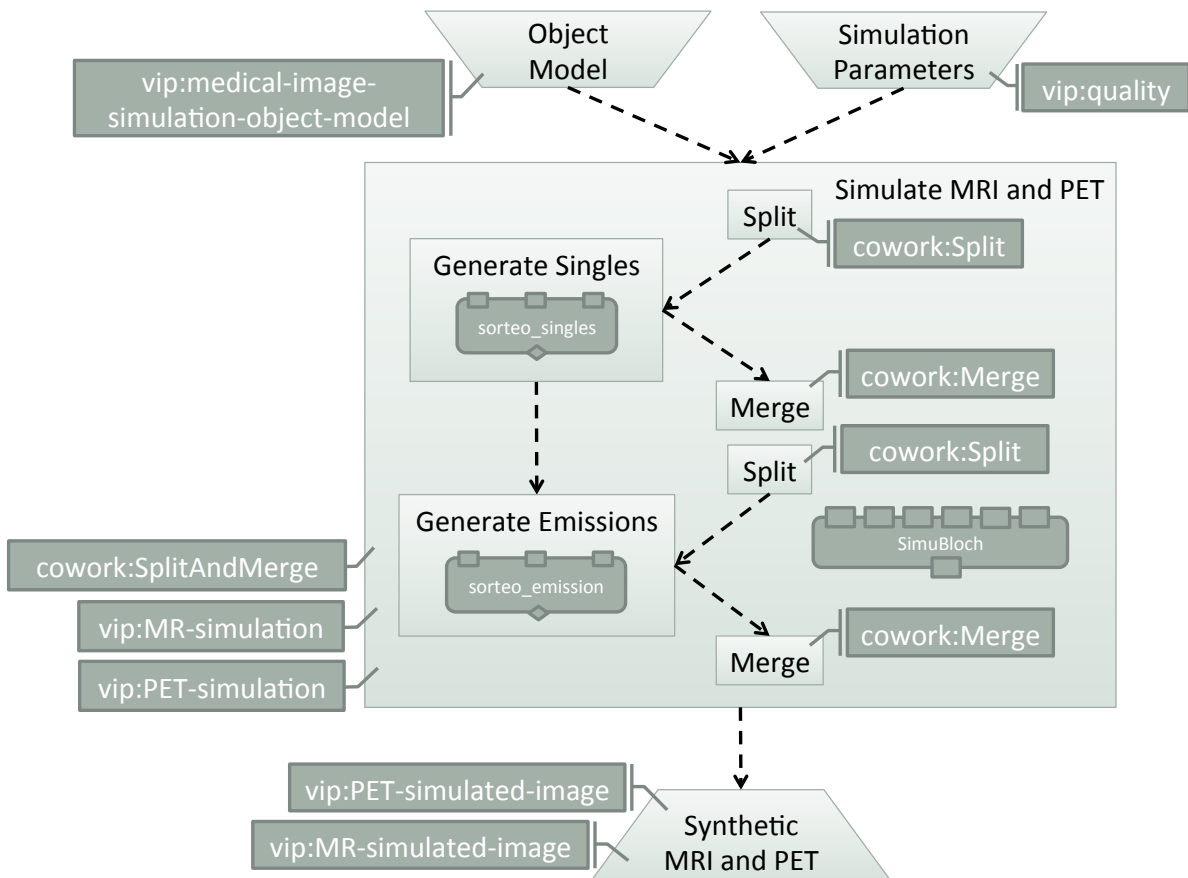 Object
Model
Simulation
Parameters
vip:medical-image-
simulation-object-model
vip:quality
Simulate MRI and PET
Split
cowork:Split
Generate Singles
sorteo_singles
cowork:Merge
Merge
cowork:Split
Split
Generate Emissions
SimuBloch
sorteo_emission
cowork:SplitAndMerge
vip:MR-simulation
cowork:Merge
Merge
vip:PET-simulation
vip:PET-simulated-image
vip:MR-simulated-image
Synthetic
MRI and PET